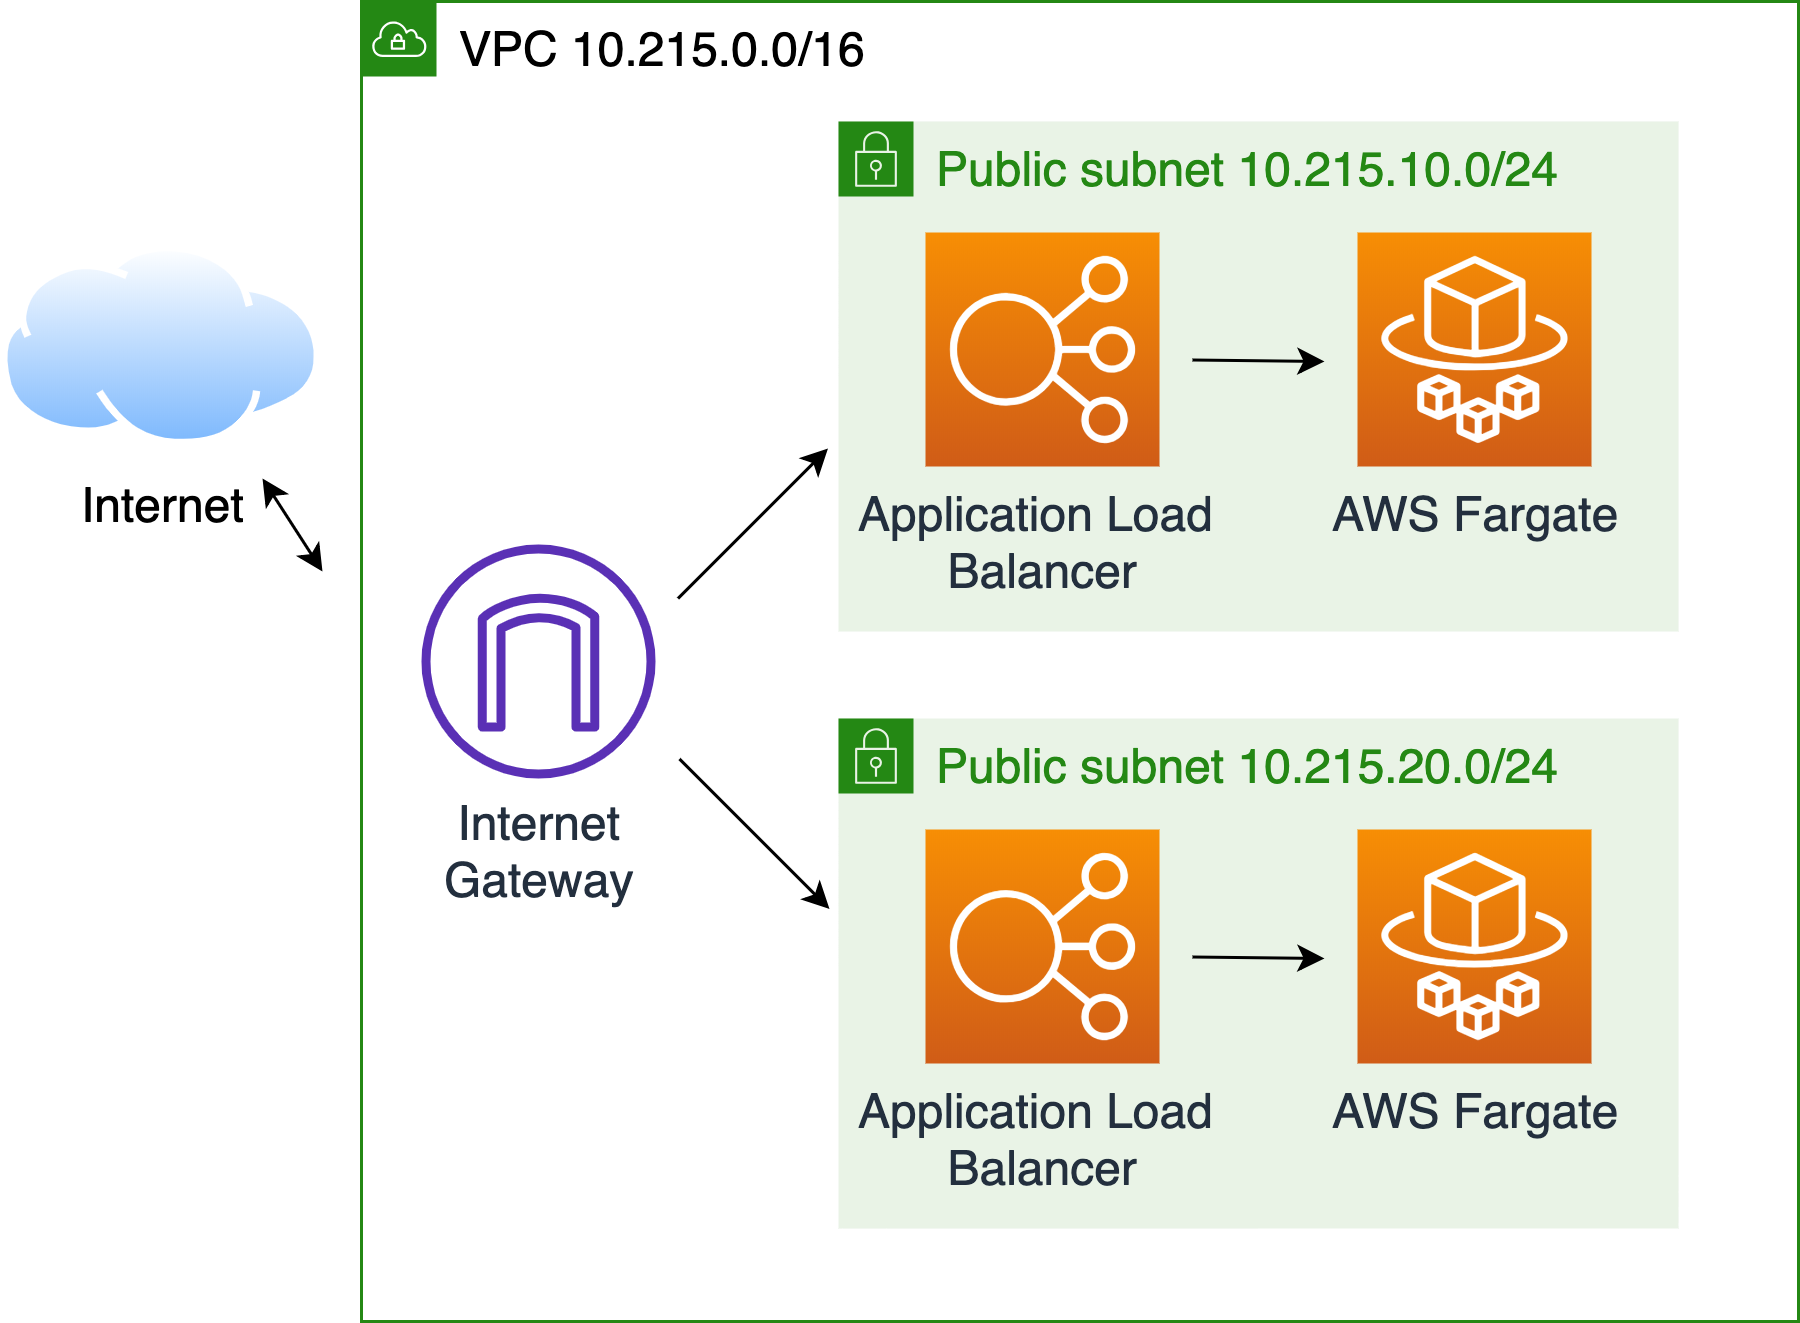 VPC 10.215.0.0/16
Public subnet 10.215.10.0/24
Application Load
Balancer
AWS Fargate
Internet
Internet
Gateway
Public subnet 10.215.20.0/24
Application Load
Balancer
AWS Fargate